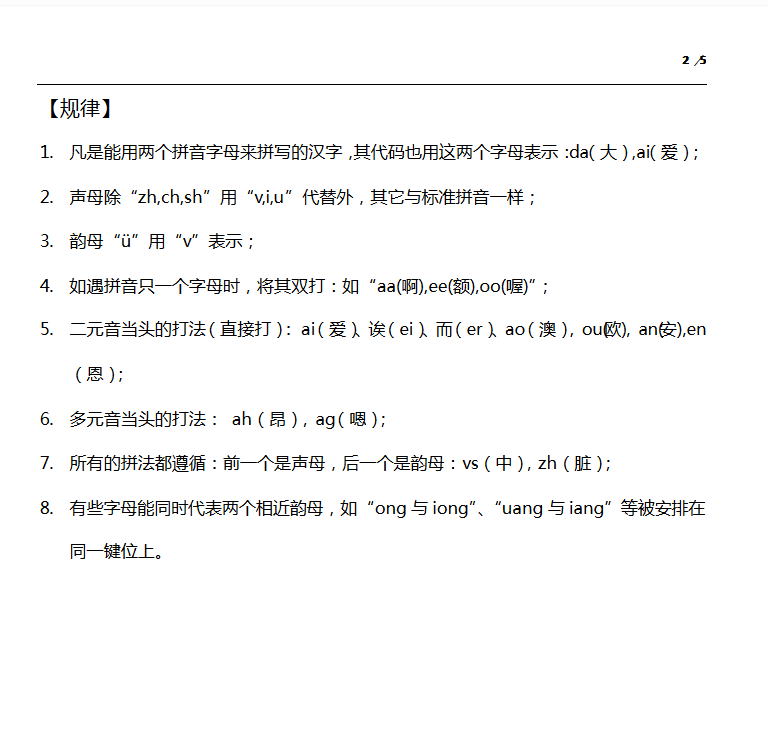 2 /5
【规律】
1. 凡是能用两个拼音字母来拼写的汉字，其代码也用这两个字母表示：da（大），ai（爱）；
2. 声母除“zh,ch,sh”用“v,i,u”代替外，其它与标准拼音一样；
3. 韵母“ü”用“v”表示；
4. 如遇拼音只一个字母时，将其双打：如“aa(啊),ee(额),oo(喔)”；
5. 二元音当头的打法（直接打）：ai（爱）、诶（ei）、而（er）、ao（澳），ou(欧), an(安),en
（恩）；
6. 多元音当头的打法： ah（昂），ag（嗯）；
7. 所有的拼法都遵循：前一个是声母，后一个是韵母：vs（中），zh（脏）；
8. 有些字母能同时代表两个相近韵母，如“ong 与 iong”、“uang 与 iang”等被安排在
同一键位上。